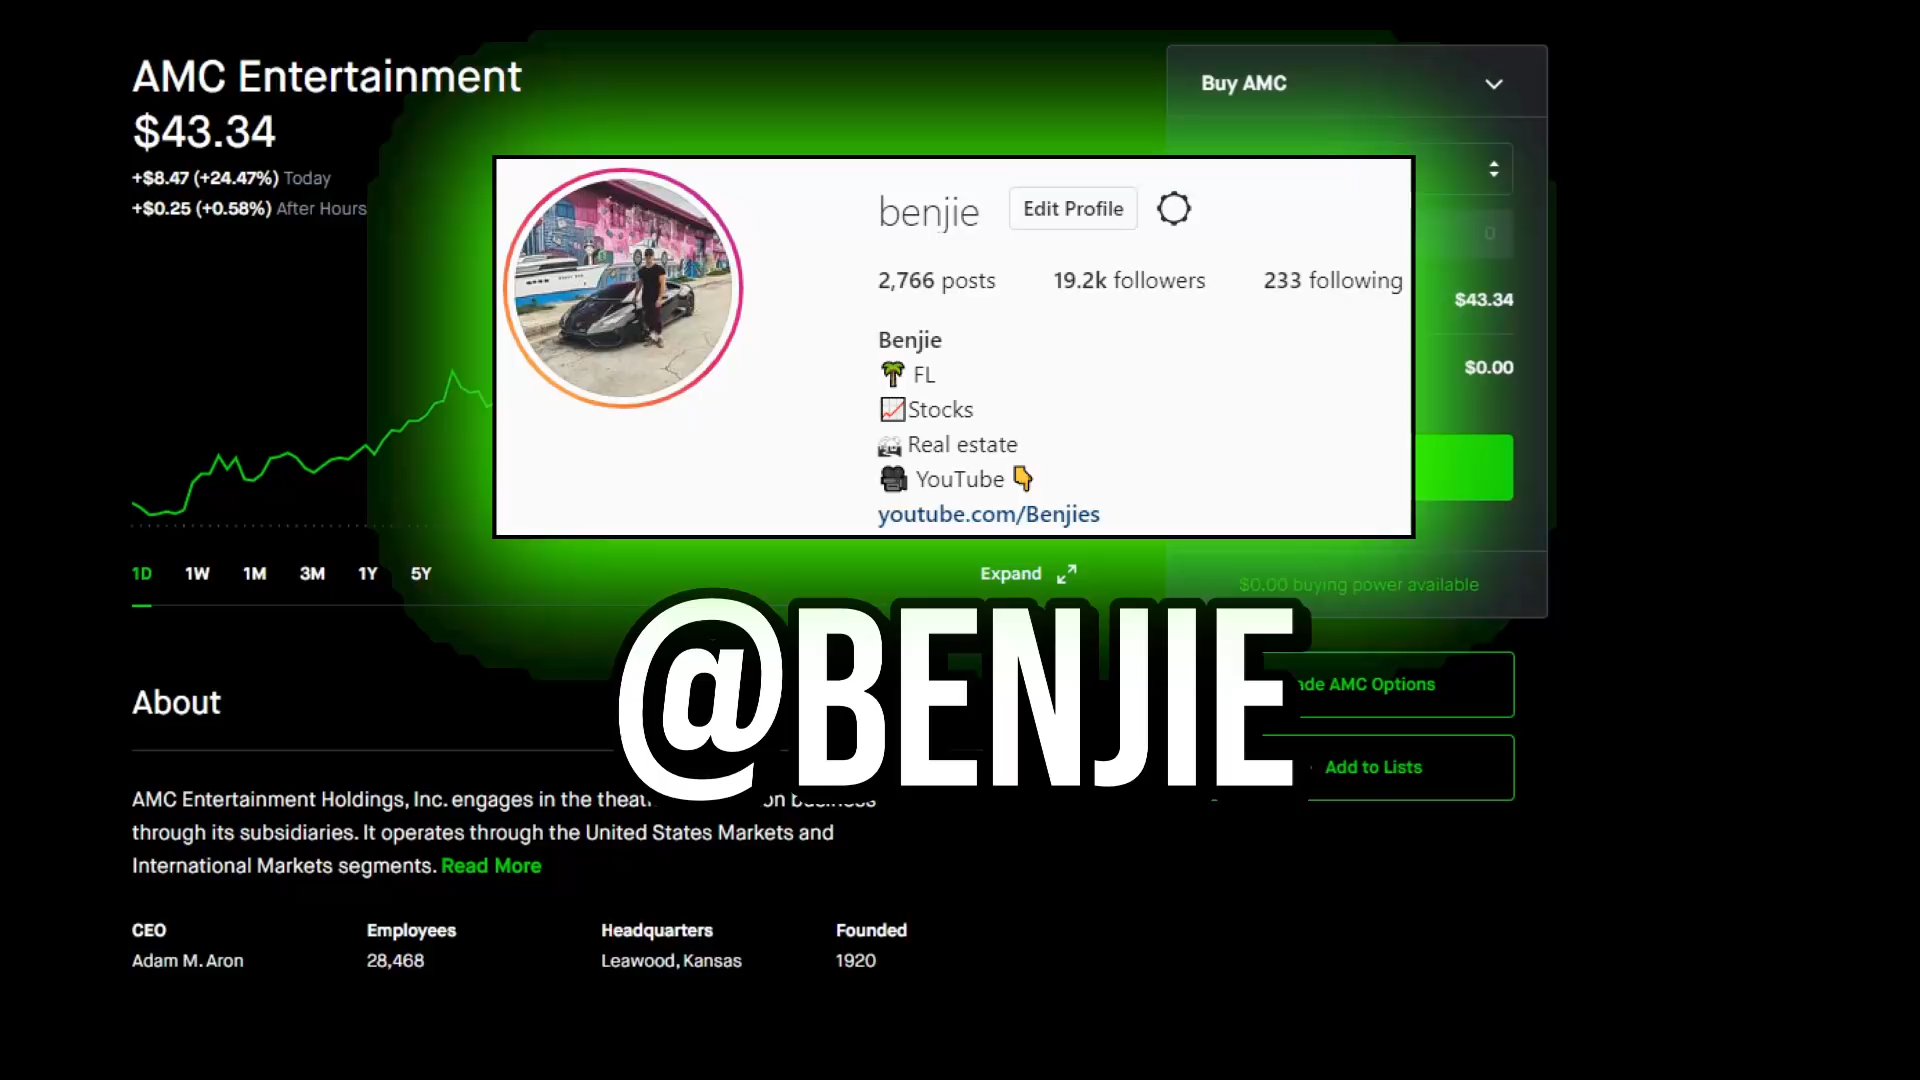 AMC Entertainment
$43.34
+$8.47 (+24.47%) Today
+$0.25 (+0.58%) After Hours
Buy AMC
0
$43.34
$0.00
$0.00 buying power available
benjie Edit Profile
2,766 posts 19.2k followers 233 following
Benjie
🌴 FL
📈Stocks
🏡 Real estate
🎥 YouTube 👇
youtube.com/Benjies
1D 1W 1M 3M 1Y 5Y
Expand
@BENJIE
AMC Options
Add to Lists
About
AMC Entertainment Holdings, Inc. engages in the
through its subsidiaries. It operates through the United States Markets and
International Markets segments. Read More
CEO Employees Headquarters Founded
Adam M. Aron 28,468 Leawood, Kansas 1920